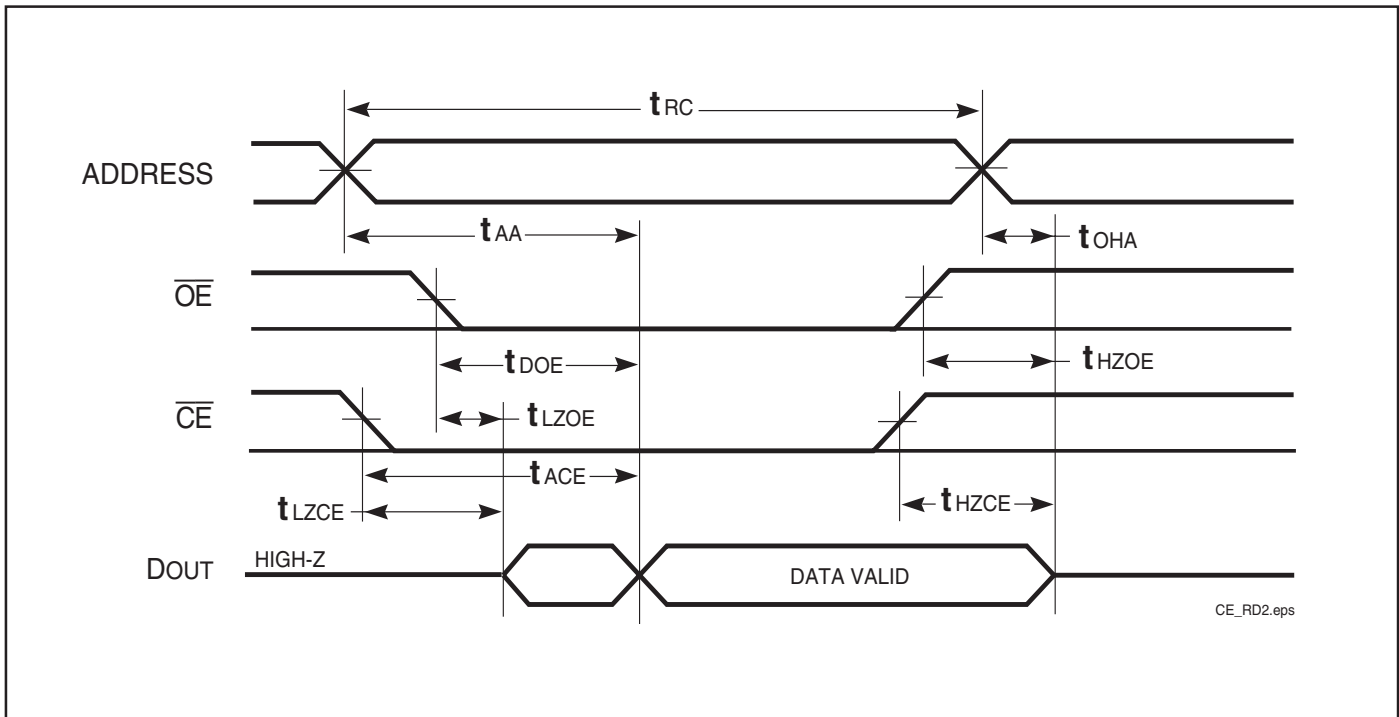 tRC
ADDRESS
tAA
tOHA
OE
tDOE
tHZOE
CE
tLZOE
tACE
tLZCE
tHZCE
DOUT
HIGH-Z
DATA VALID
CE_RD2.eps